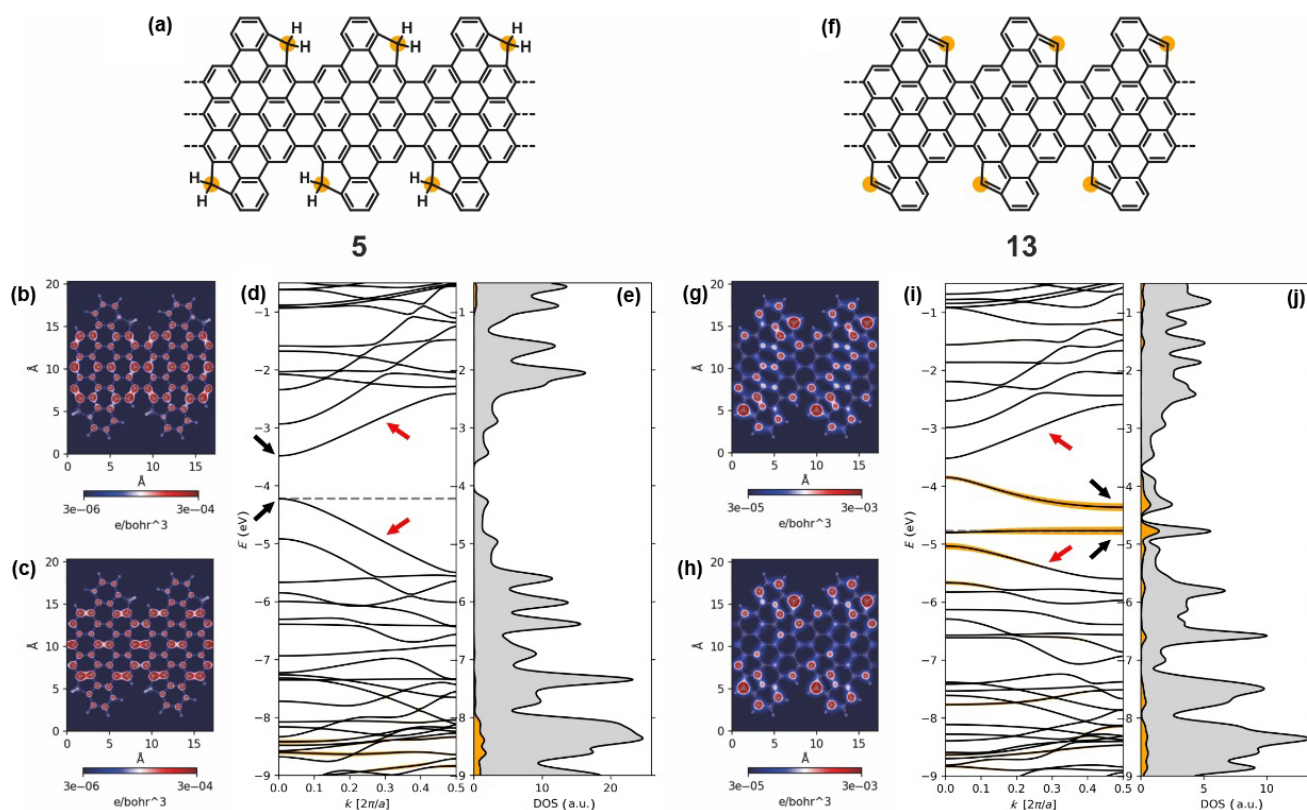 (a)
H
H
H
H
H
H
H
H
H
H
H
H
5
(f)
13
(b)
20
15
10
5
0
Å
0
5
10
15
Å
3e-06
3e-04
e/bohr^3
(c)
20
15
10
5
0
Å
0
5
10
15
Å
3e-06
3e-04
e/bohr^3
(d)
−1
−2
−3
−4
−5
−6
−7
−8
−9
E (eV)
0.0
0.1
0.2
0.3
0.4
0.5
k [2π/a]
(e)
−1
−2
−3
−4
−5
−6
−7
−8
−9
0
10
20
DOS (a.u.)
(g)
20
15
10
5
0
Å
0
5
10
15
Å
3e-05
3e-03
e/bohr^3
(h)
20
15
10
5
0
Å
0
5
10
15
Å
3e-05
3e-03
e/bohr^3
(i)
−1
−2
−3
−4
−5
−6
−7
−8
−9
E (eV)
0.0
0.1
0.2
0.3
0.4
0.5
k [2π/a]
(j)
−1
−2
−3
−4
−5
−6
−7
−8
−9
0
5
10
DOS (a.u.)